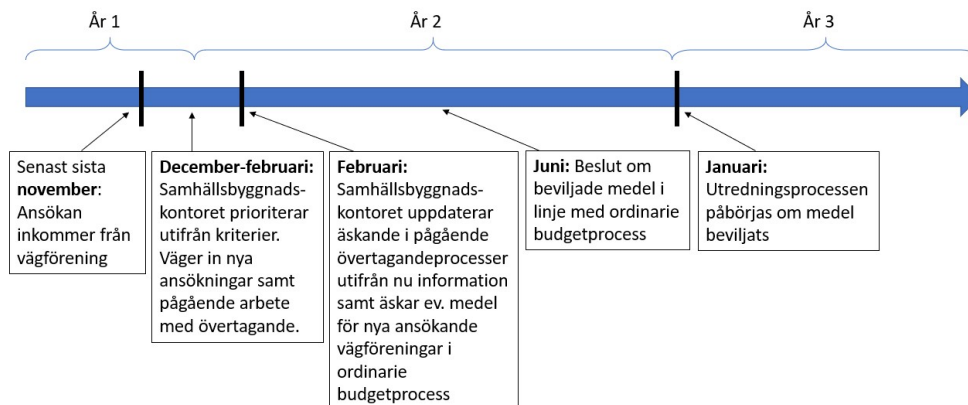 År 1
År 2
År 3
Senast sista
november:
Ansökan
inkommer från
vägförening
December-februari:
Samhällsbyggnads-
kontoret prioriterar
utifrån kriterier.
Väger in nya
ansökningar samt
pågående arbete
med övertagande.
Februari:
Samhällsbyggnads-
kontoret uppdaterar
äskande i pågående
övertagandeprocesser
utifrån nu information
samt äskar ev. medel
för nya ansökande
vägföreningar i
ordinarie
budgetprocess
Juni: Beslut om
beviljade medel i
linje med ordinarie
budgetprocess
Januari:
Utredningsprocessen
påbörjas om medel
beviljats